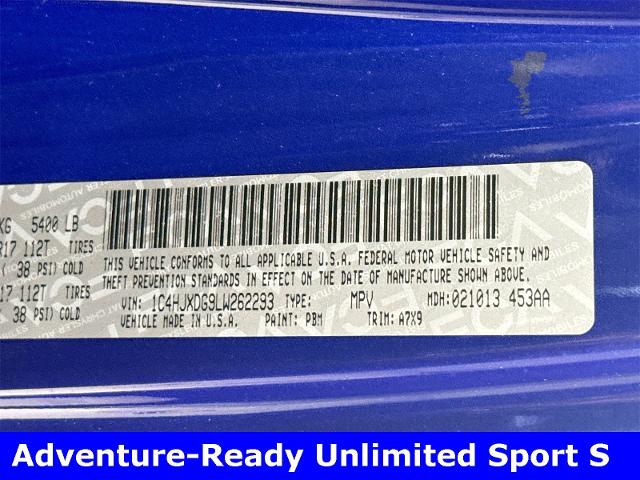 KG 5400 LB
R17 112T TIRES
( 38 PSI) COLD
17 112T TIRES
( 38 PSI) COLD
THIS VEHICLE CONFORMS TO ALL APPLICABLE U.S.A. FEDERAL MOTOR VEHICLE SAFETY AND
THEFT PREVENTION STANDARDS IN EFFECT ON THE DATE OF MANUFACTURE SHOWN ABOVE.
VIN: 1C4HJXDG9LW262293 TYPE: MPV MDH: 021013 453AA
VEHICLE MADE IN U.S.A. PAINT: PBM TRIM: A7X9
Adventure-Ready Unlimited Sport S